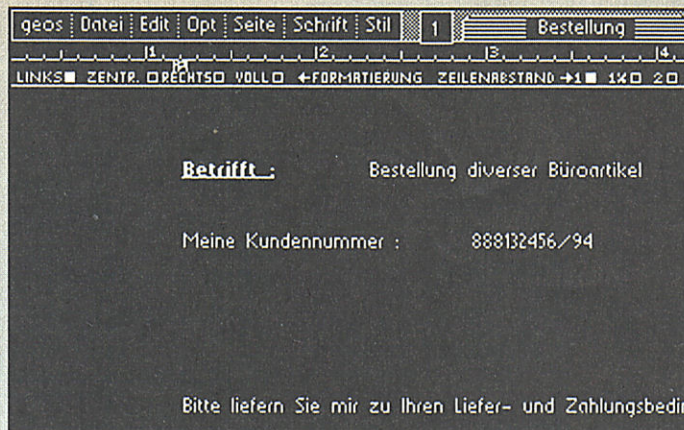 geos Datei Edit Opt Seite Schrift Stil 1 Bestellung
1 2 3 4
LINKS ZENTR. RECHTS VOLL ←FORMATIERUNG ZEILENABSTAND →1 1½ 2
Betrifft : Bestellung diverser Büroartikel
Meine Kundennummer : 888132456/94
Bitte liefern Sie mir zu Ihren Liefer- und Zahlungsbedin